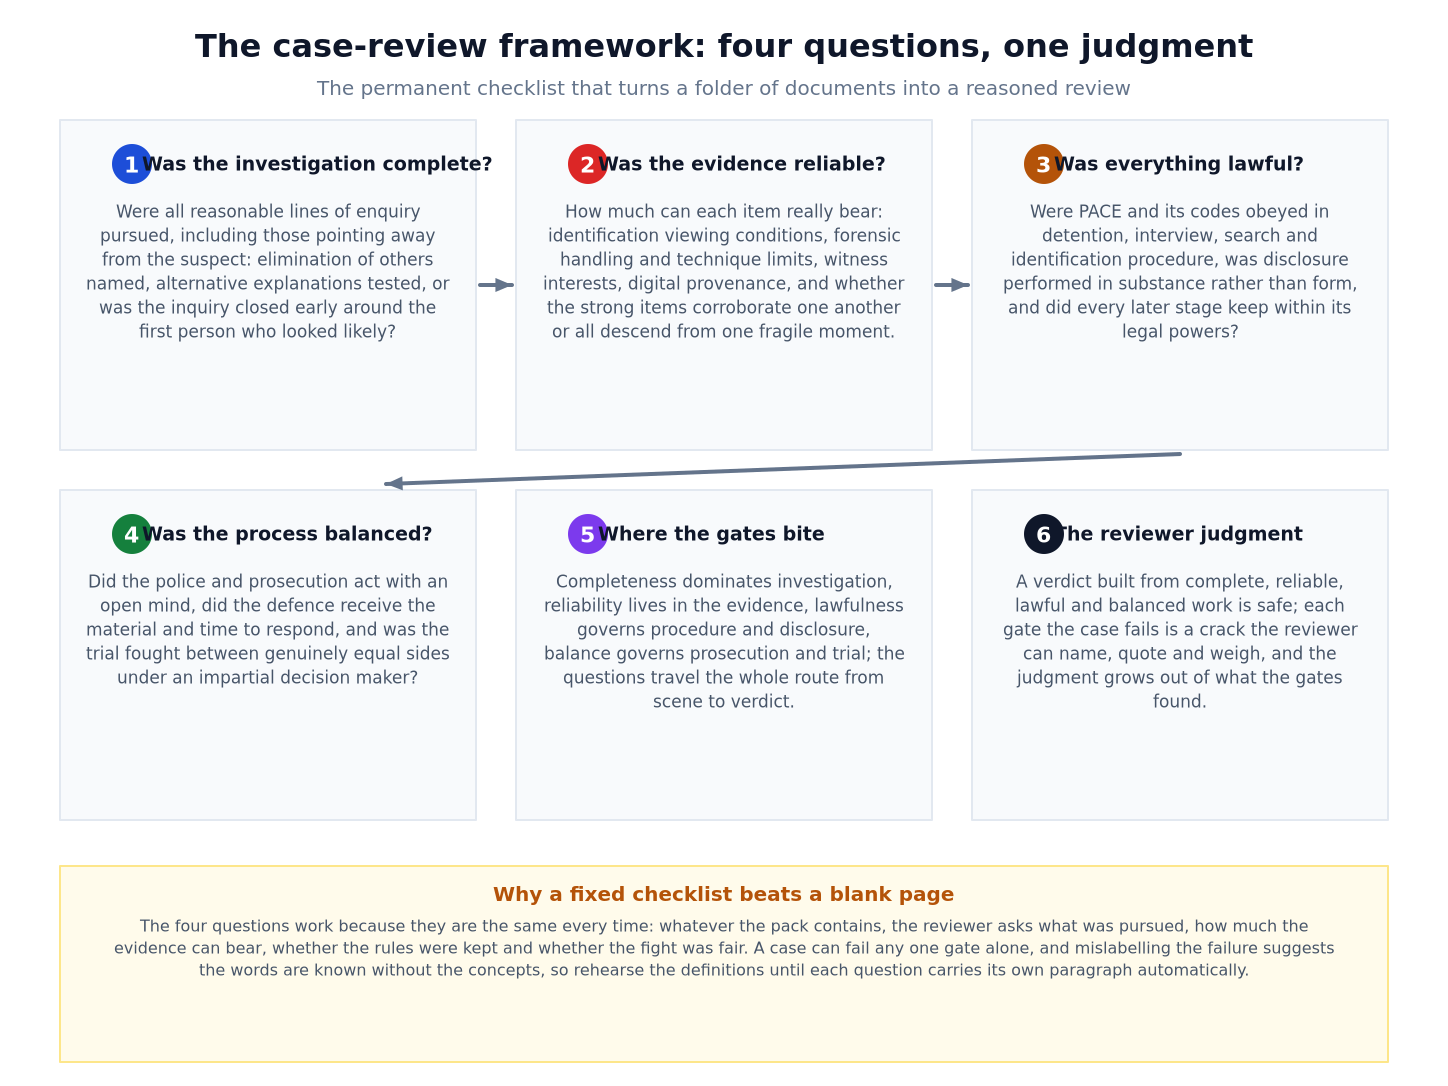 The case-review framework: four questions, one judgment
The permanent checklist that turns a folder of documents into a reasoned review
1 Was the investigation complete?
Were all reasonable lines of enquiry
pursued, including those pointing away
from the suspect: elimination of others
named, alternative explanations tested, or
was the inquiry closed early around the
first person who looked likely?
2 Was the evidence reliable?
How much can each item really bear:
identification viewing conditions, forensic
handling and technique limits, witness
interests, digital provenance, and whether
the strong items corroborate one another
or all descend from one fragile moment.
3 Was everything lawful?
Were PACE and its codes obeyed in
detention, interview, search and
identification procedure, was disclosure
performed in substance rather than form,
and did every later stage keep within its
legal powers?
4 Was the process balanced?
Did the police and prosecution act with an
open mind, did the defence receive the
material and time to respond, and was the
trial fought between genuinely equal sides
under an impartial decision maker?
5 Where the gates bite
Completeness dominates investigation,
reliability lives in the evidence, lawfulness
governs procedure and disclosure,
balance governs prosecution and trial; the
questions travel the whole route from
scene to verdict.
6 The reviewer judgment
A verdict built from complete, reliable,
lawful and balanced work is safe; each
gate the case fails is a crack the reviewer
can name, quote and weigh, and the
judgment grows out of what the gates
found.
Why a fixed checklist beats a blank page
The four questions work because they are the same every time: whatever the pack contains, the reviewer asks what was pursued, how much the
evidence can bear, whether the rules were kept and whether the fight was fair. A case can fail any one gate alone, and mislabelling the failure suggests
the words are known without the concepts, so rehearse the definitions until each question carries its own paragraph automatically.